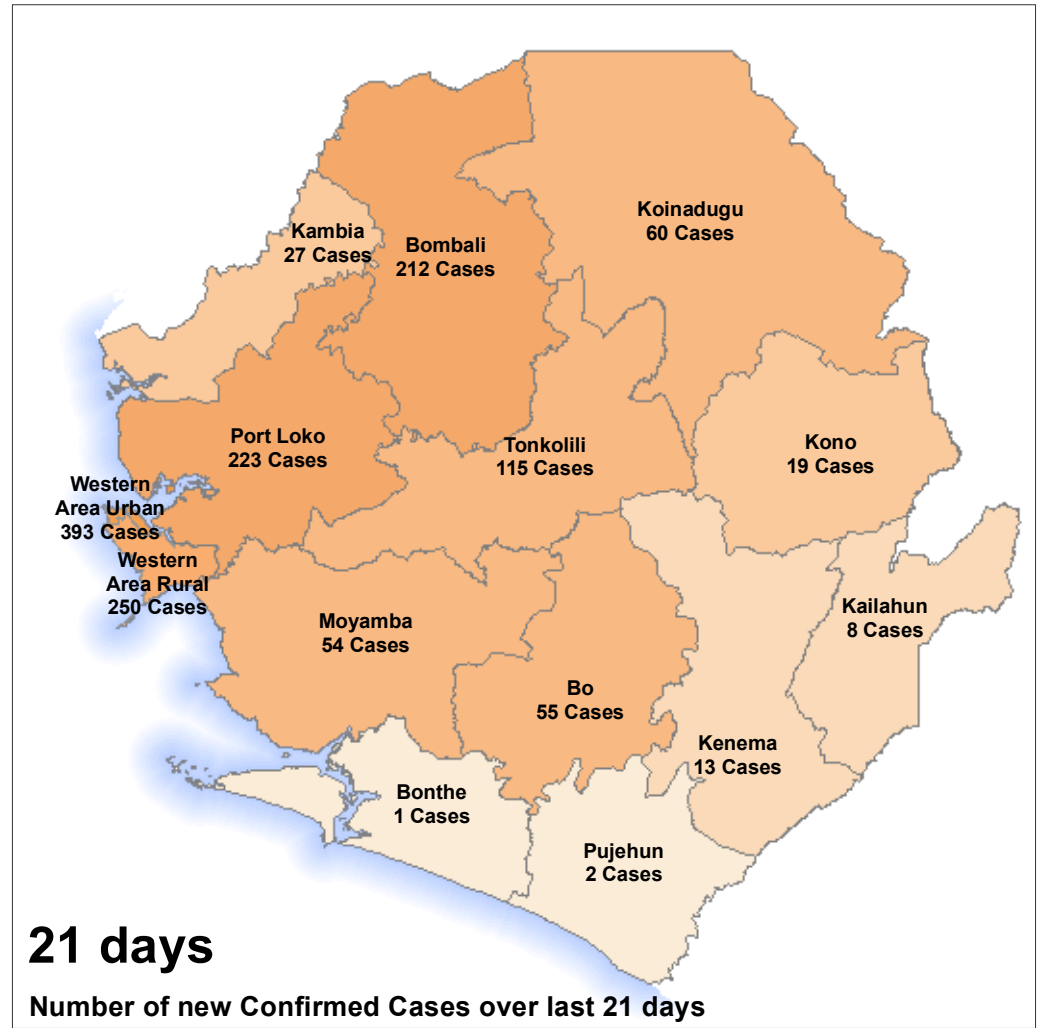 Koinadugu
60 Cases
Kambia
27 Cases
Bombali
212 Cases
Port Loko
223 Cases
Tonkolili
115 Cases
Kono
19 Cases
Western
Area Urban
393 Cases
Western
Area Rural
250 Cases
Moyamba
54 Cases
Kailahun
8 Cases
Bo
55 Cases
Kenema
13 Cases
Bonthe
1 Cases
Pujehun
2 Cases
21 days
Number of new Confirmed Cases over last 21 days